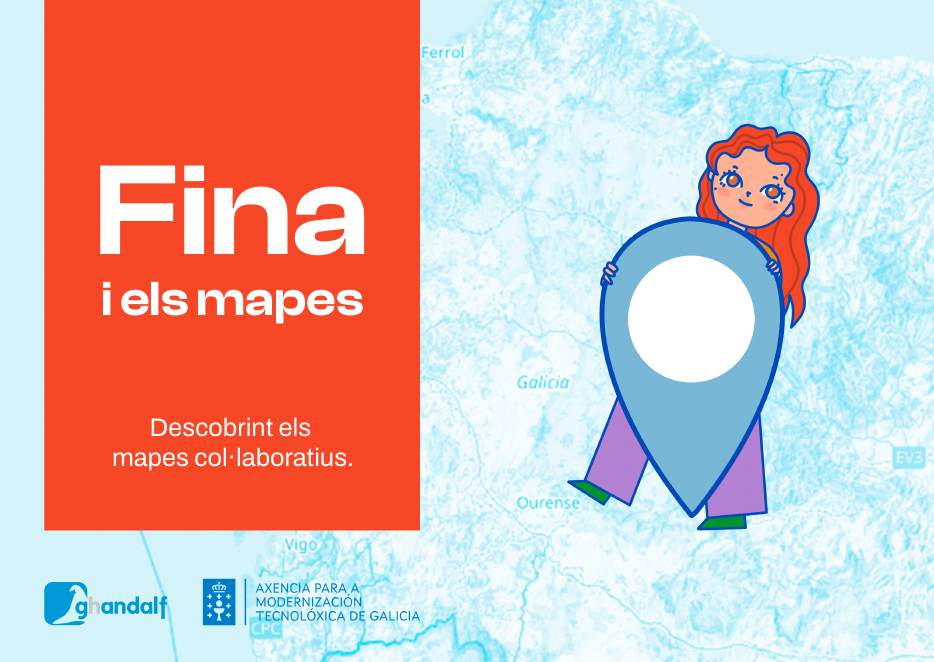 Ferrol
a
Fina
i els mapes
Galicia
Descobrint els
mapes col·laboratius.
EV3
Ourense
Vigo
ghandalf
AXENCIA PARA A
MODERNIZACIÓN
TECNOLÓXICA DE GALICIA
CPC